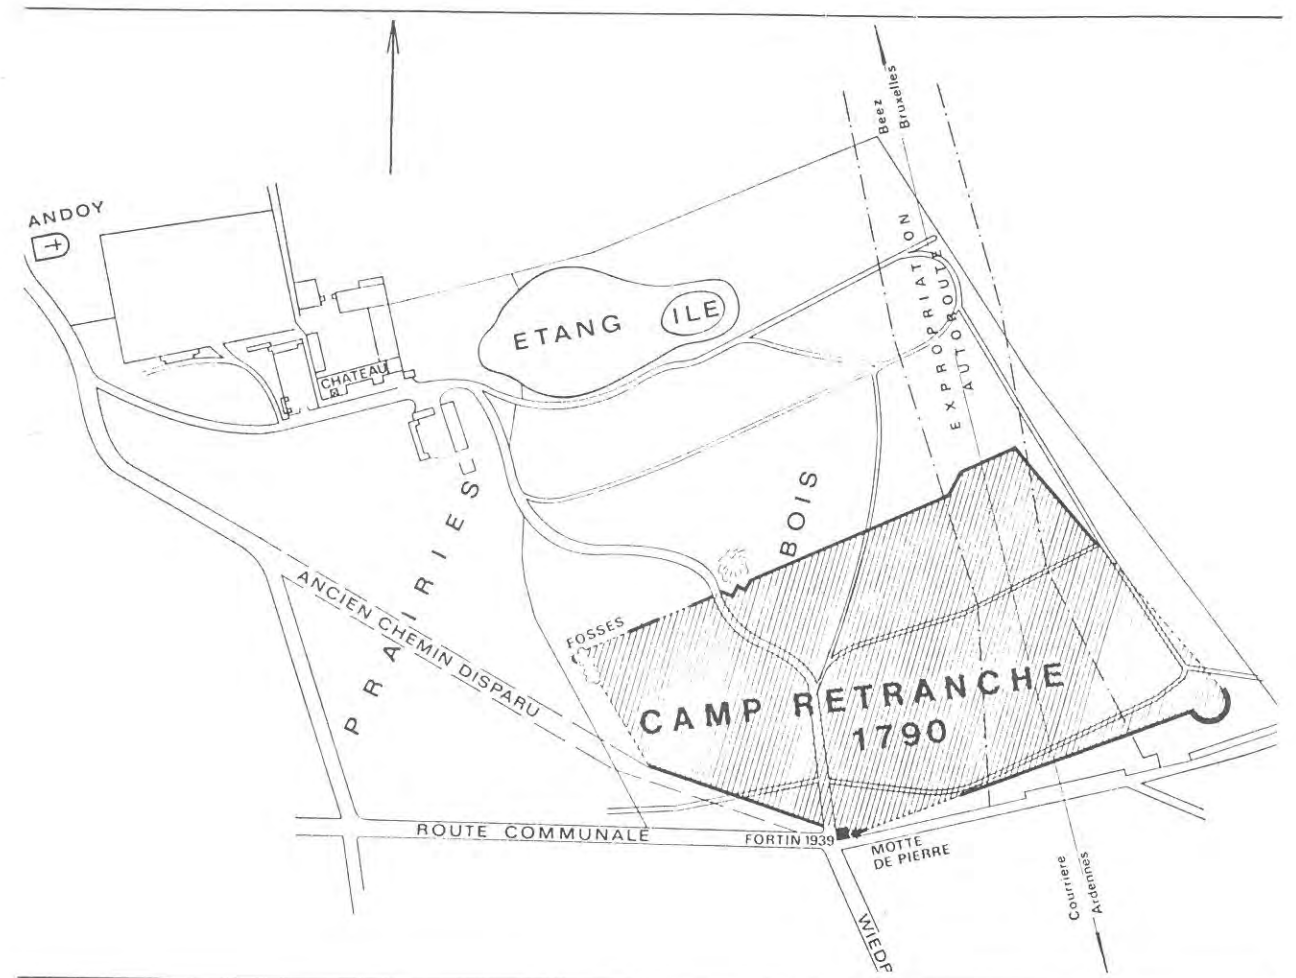 Beez
Bruxelles
ANDOY
EXPROPRIATION
AUTOROUTE
ETANG
ILE
CHATEAU
PRAIRIES
BOIS
ANCIEN CHEMIN DISPARU
FOSSES
CAMP RETRANCHE
1790
ROUTE COMMUNALE
FORTIN 1939
MOTTE
DE PIERRE
Courriere
Ardennes